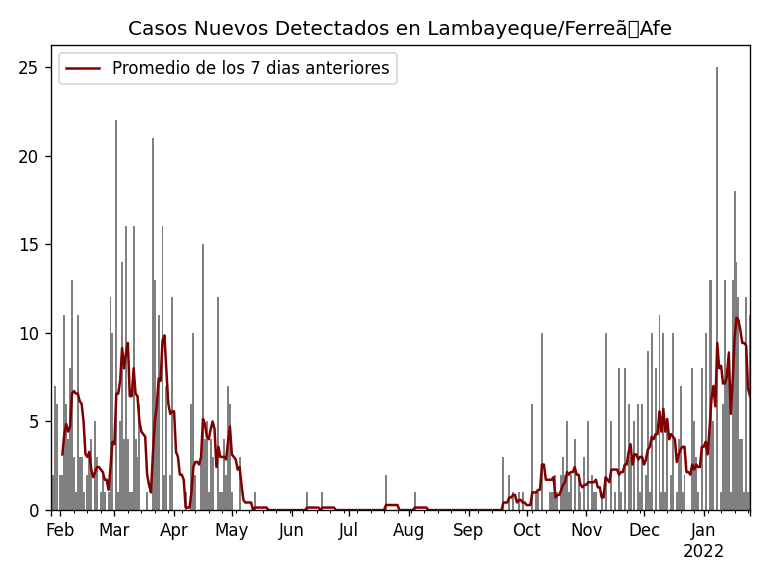 Casos Nuevos Detectados en Lambayeque/Ferreã▯Afe
Promedio de los 7 dias anteriores
25
20
15
10
5
0
Feb Mar Apr May Jun Jul Aug Sep Oct Nov Dec Jan
2022